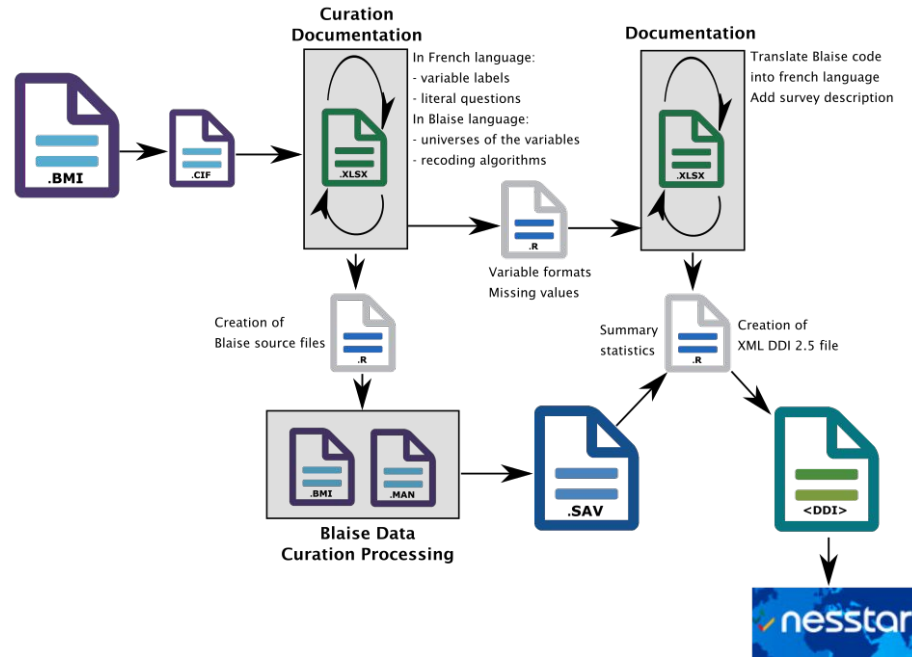 Curation
Documentation
In French language:
- variable labels
- literal questions
In Blaise language:
- universes of the variables
- recoding algorithms
Documentation
Translate Blaise code
into french language
Add survey description
.BMI
.CIF
.XLSX
.XLSX
.R
Variable formats
Missing values
Creation of
Blaise source files
.R
Summary
statistics
.R
Creation of
XML DDI 2.5 file
.BMI
.MAN
Blaise Data
Curation Processing
.SAV
<DDI>
nesstar